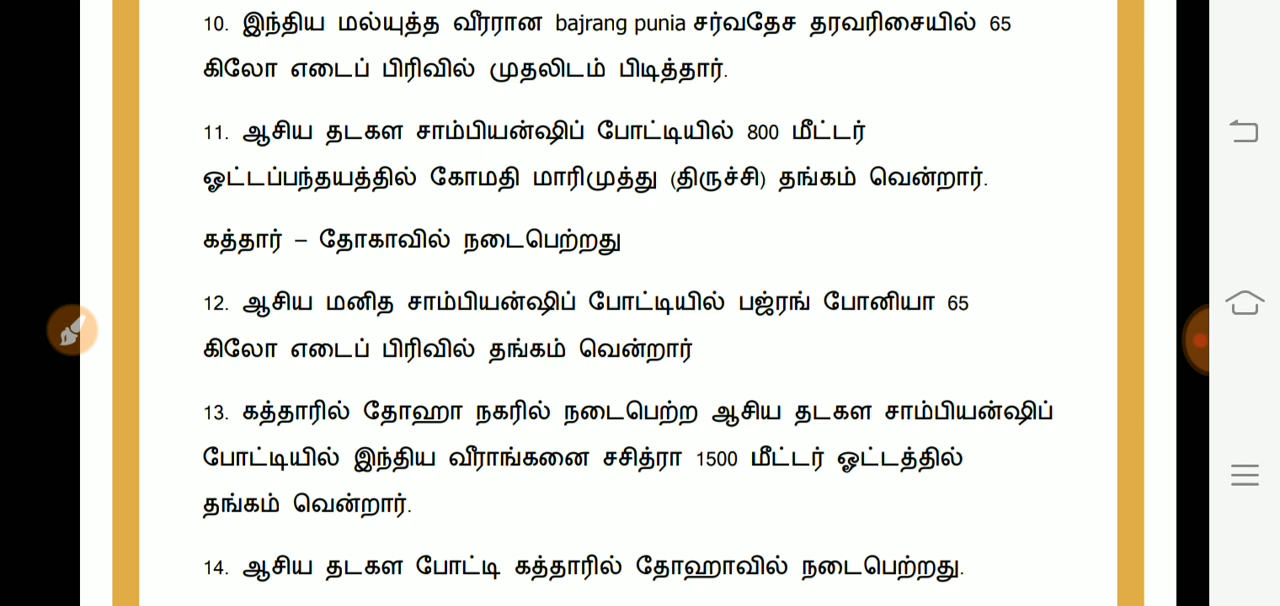 10. இந்திய மல்யுத்த வீரரான bajrang punia சர்வதேச தரவரிசையில் 65
கிலோ எடைப் பிரிவில் முதலிடம் பிடித்தார்.
11. ஆசிய தடகள சாம்பியன்ஷிப் போட்டியில் 800 மீட்டர்
ஓட்டப்பந்தயத்தில் கோமதி மாரிமுத்து (திருச்சி) தங்கம் வென்றார்.
கத்தார் – தோகாவில் நடைபெற்றது
12. ஆசிய மனித சாம்பியன்ஷிப் போட்டியில் பஜ்ரங் போனியா 65
கிலோ எடைப் பிரிவில் தங்கம் வென்றார்
13. கத்தாரில் தோஹா நகரில் நடைபெற்ற ஆசிய தடகள சாம்பியன்ஷிப்
போட்டியில் இந்திய வீராங்கனை சசித்ரா 1500 மீட்டர் ஓட்டத்தில்
தங்கம் வென்றார்.
14. ஆசிய தடகள போட்டி கத்தாரில் தோஹாவில் நடைபெற்றது.